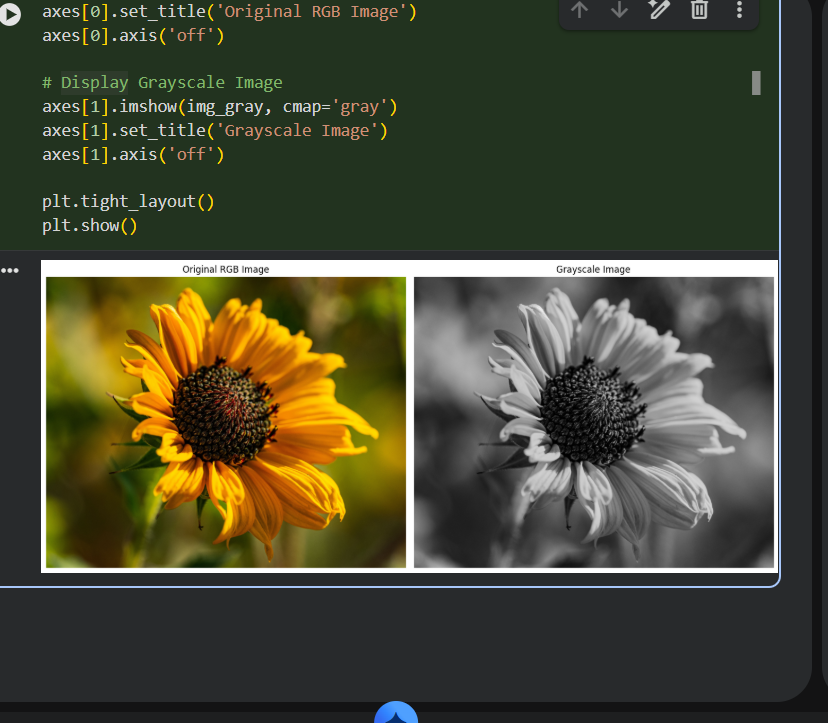 axes[0].set_title('Original RGB Image')
axes[0].axis('off')
# Display Grayscale Image
axes[1].imshow(img_gray, cmap='gray')
axes[1].set_title('Grayscale Image')
axes[1].axis('off')
plt.tight_layout()
plt.show()
Original RGB Image
Grayscale Image